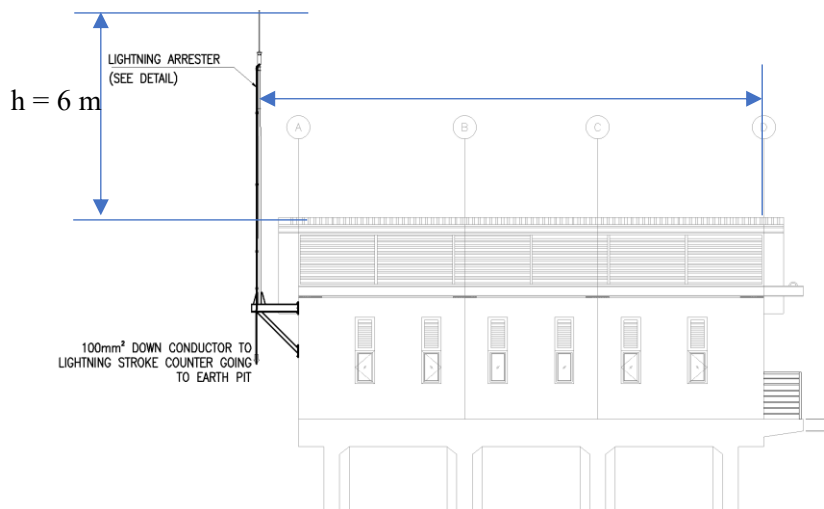 LIGHTNING ARRESTER
(SEE DETAIL)
h = 6 m
A
B
C
D
100mm² DOWN CONDUCTOR TO
LIGHTNING STROKE COUNTER GOING
TO EARTH PIT